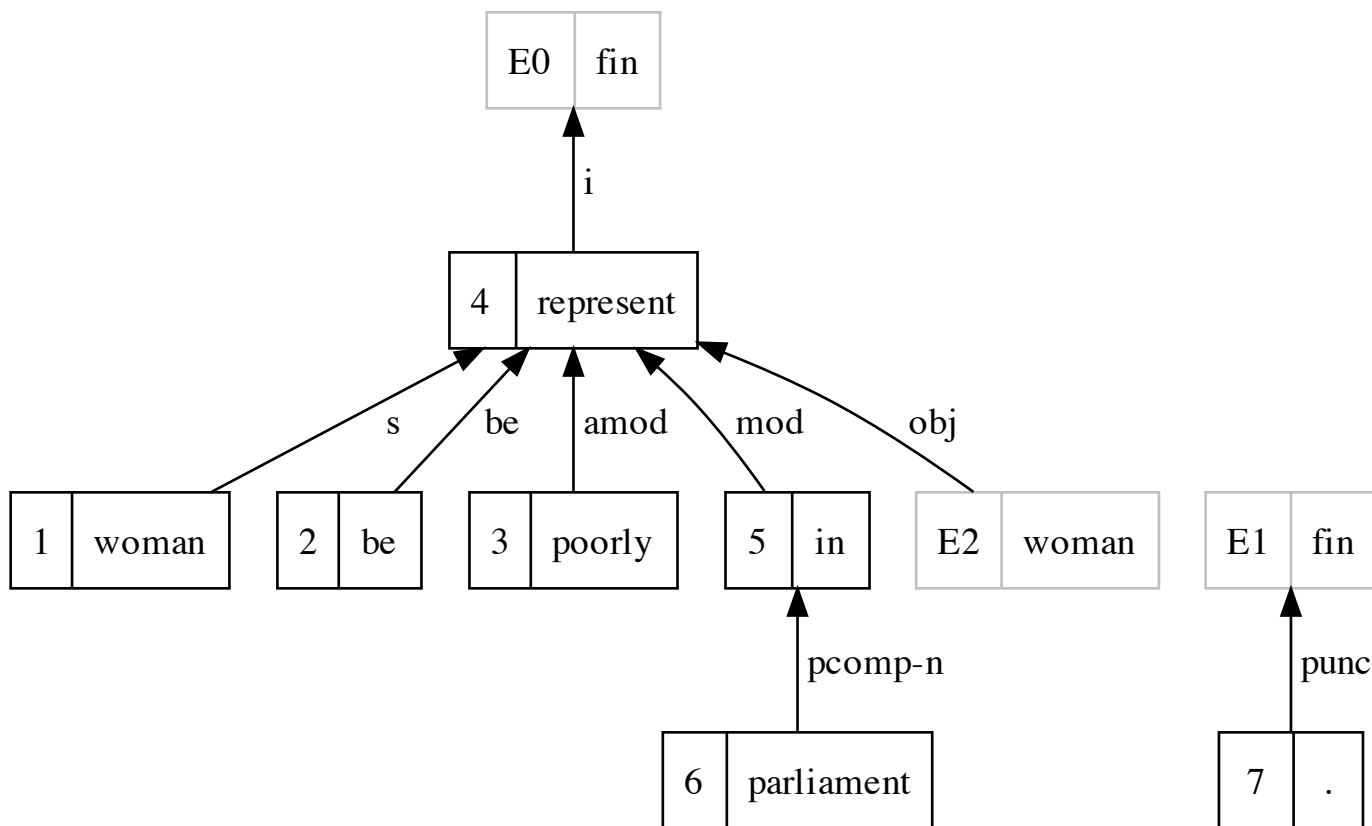 E0 fin
i
4 represent
s be amod mod obj
1 woman 2 be 3 poorly 5 in E2 woman E1 fin
pcomp-n punc
6 parliament 7 .